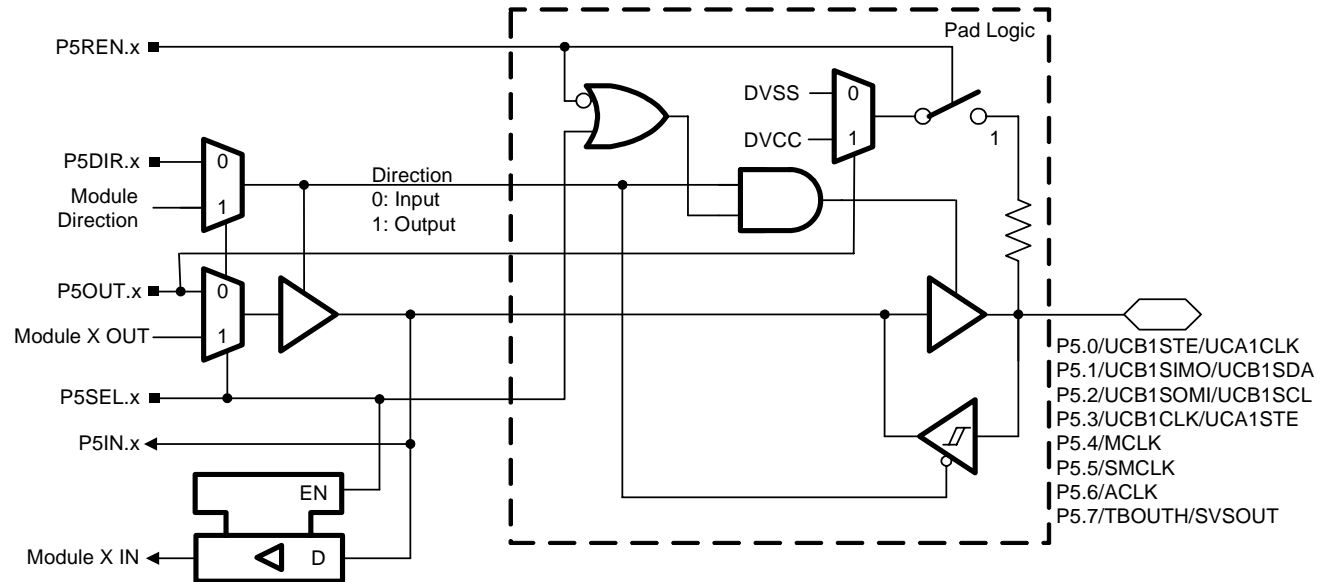 Pad Logic
P5REN.x
DVSS
0
DVCC
1
1
P5DIR.x
0
Module
Direction
1
Direction
0: Input
1: Output
P5OUT.x
0
Module X OUT
1
P5SEL.x
P5IN.x
EN
Module X IN
D
P5.0/UCB1STE/UCA1CLK
P5.1/UCB1SIMO/UCB1SDA
P5.2/UCB1SOMI/UCB1SCL
P5.3/UCB1CLK/UCA1STE
P5.4/MCLK
P5.5/SMCLK
P5.6/ACLK
P5.7/TBOUTH/SVSOUT